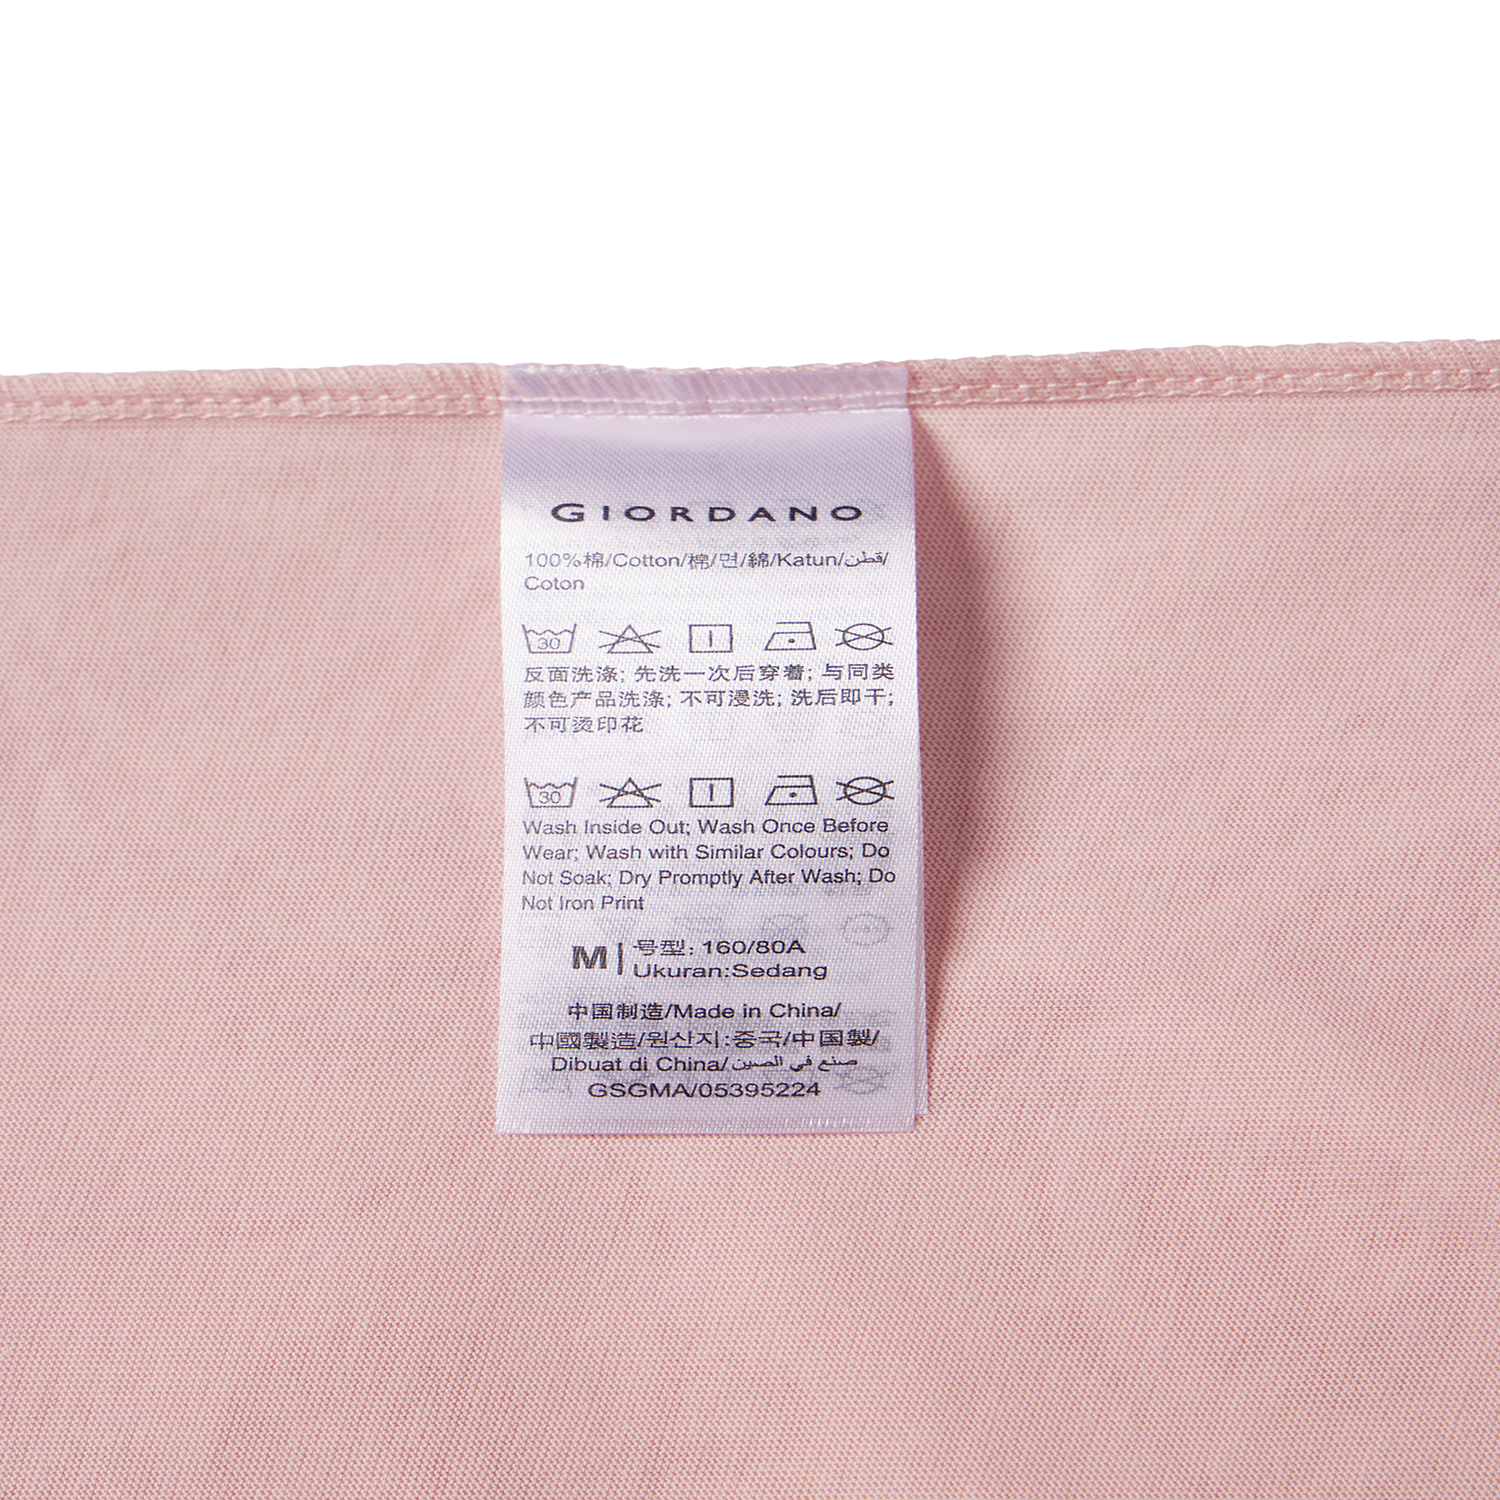 GIORDANO
100%棉/Cotton/棉/면/綿/Katun/قطن/
Coton
30
反面洗涤; 先洗一次后穿着; 与同类
颜色产品洗涤; 不可浸洗; 洗后即干;
不可烫印花
30
Wash Inside Out; Wash Once Before
Wear; Wash with Similar Colours; Do
Not Soak; Dry Promptly After Wash; Do
Not Iron Print
M | 号型: 160/80A
Ukuran:Sedang
中国制造/Made in China/
中國製造/원산지:중국/中国製/
Dibuat di China/صنع في الصين
GSGMA/05395224